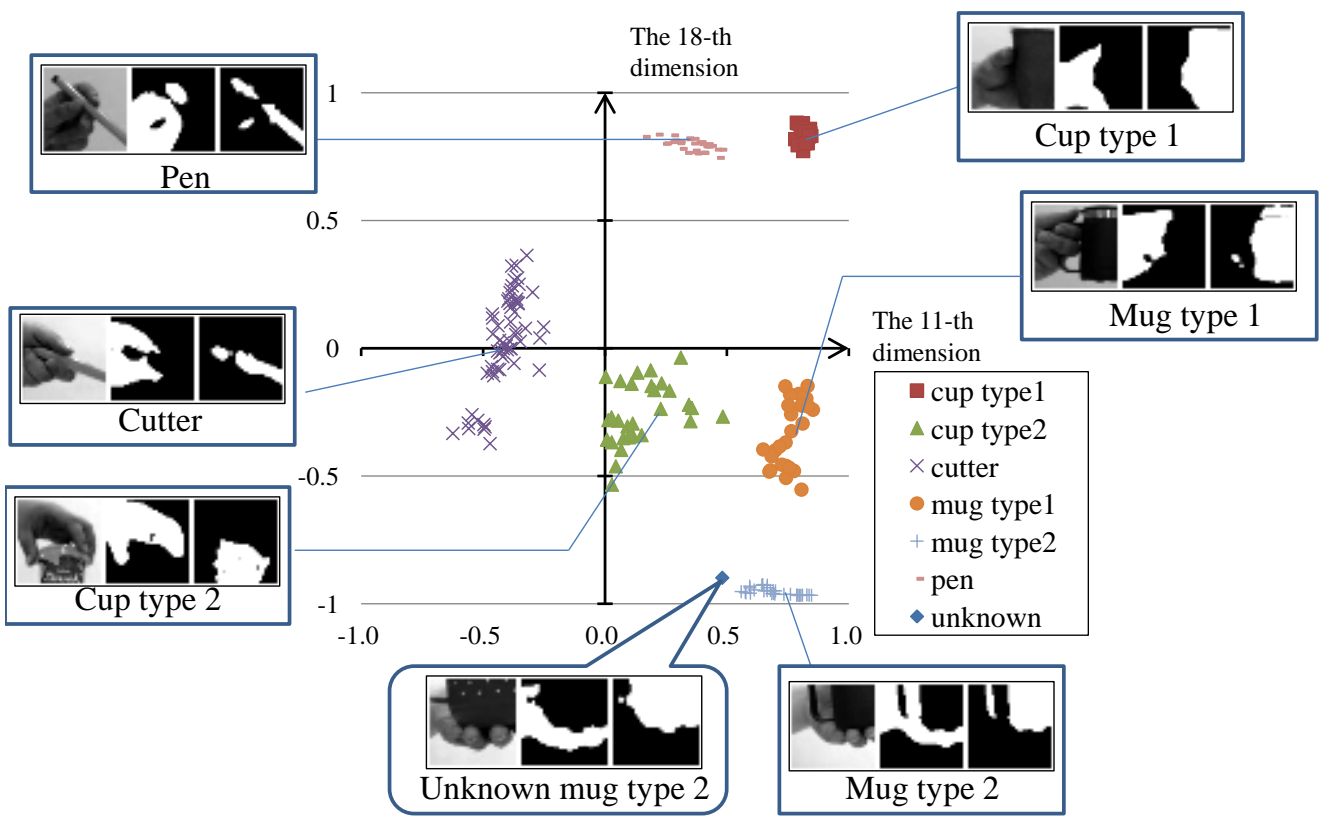 The 18-th
dimension
Pen
Cup type 1
1
0.5
0
-0.5
-1
Mug type 1
The 11-th
dimension
Cutter
cup type1
cup type2
cutter
mug type1
mug type2
pen
unknown
Cup type 2
-1.0 -0.5 0.0 0.5 1.0
Unknown mug type 2
Mug type 2